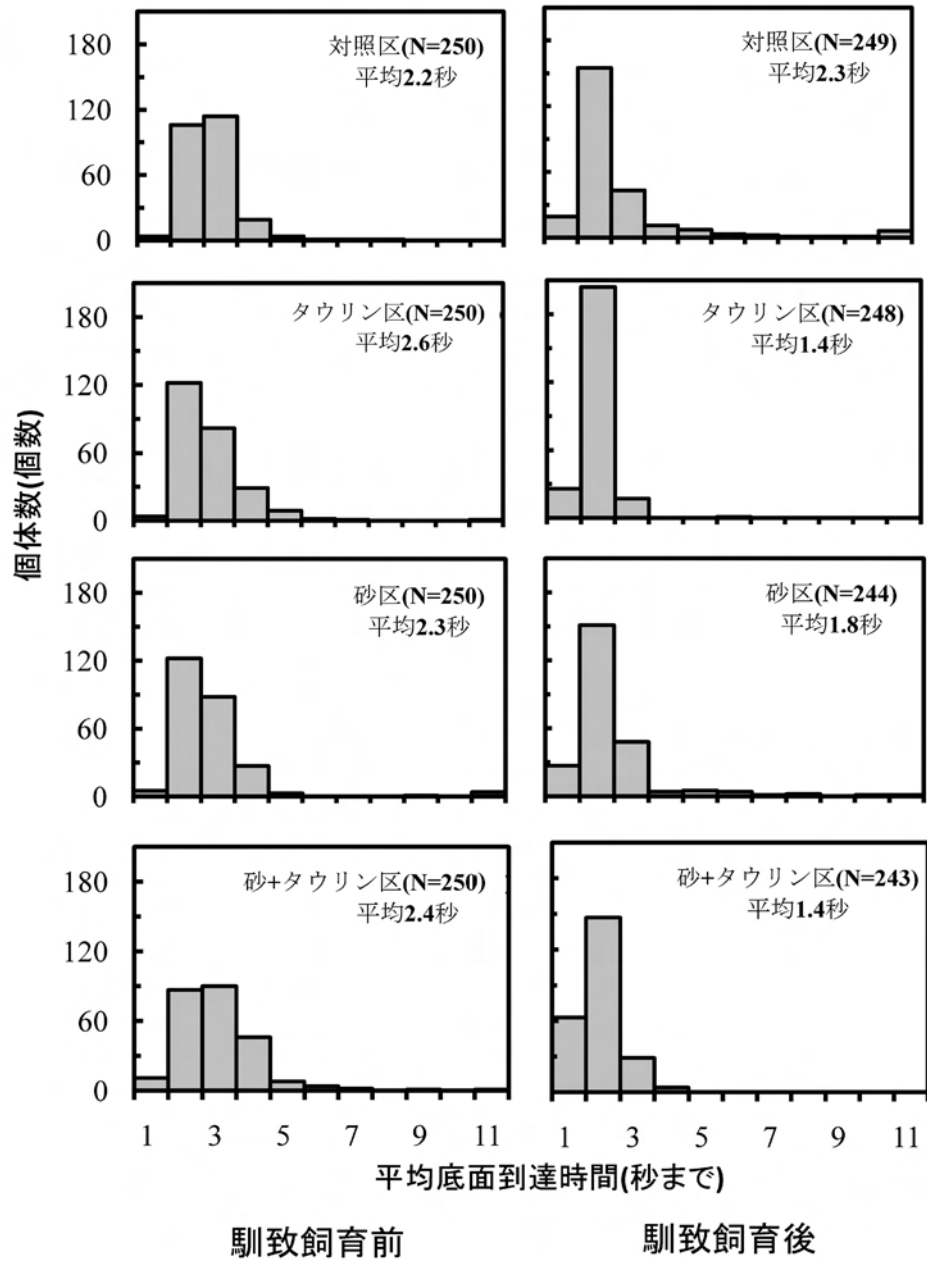 180
120
60
0
対照区(N=250)
平均2.2秒
対照区(N=249)
平均2.3秒
180
120
60
0
タウリン区(N=250)
平均2.6秒
タウリン区(N=248)
平均1.4秒
個体数(個数)
180
120
60
0
砂区(N=250)
平均2.3秒
砂区(N=244)
平均1.8秒
180
120
60
0
砂+タウリン区(N=250)
平均2.4秒
砂+タウリン区(N=243)
平均1.4秒
1 3 5 7 9 11
1 3 5 7 9 11
平均底面到達時間(秒まで)
馴致飼育前
馴致飼育後